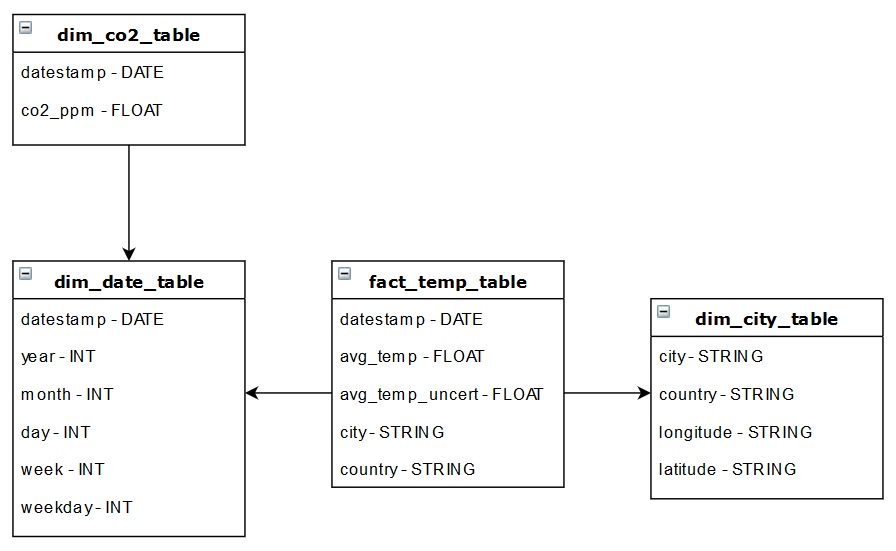 dim_co2_table
datestamp - DATE
co2_ppm - FLOAT
dim_date_table
datestamp - DATE
year - INT
month - INT
day - INT
week - INT
weekday - INT
fact_temp_table
datestamp - DATE
avg_temp - FLOAT
avg_temp_uncert - FLOAT
city - STRING
country - STRING
dim_city_table
city - STRING
country - STRING
longitude - STRING
latitude - STRING